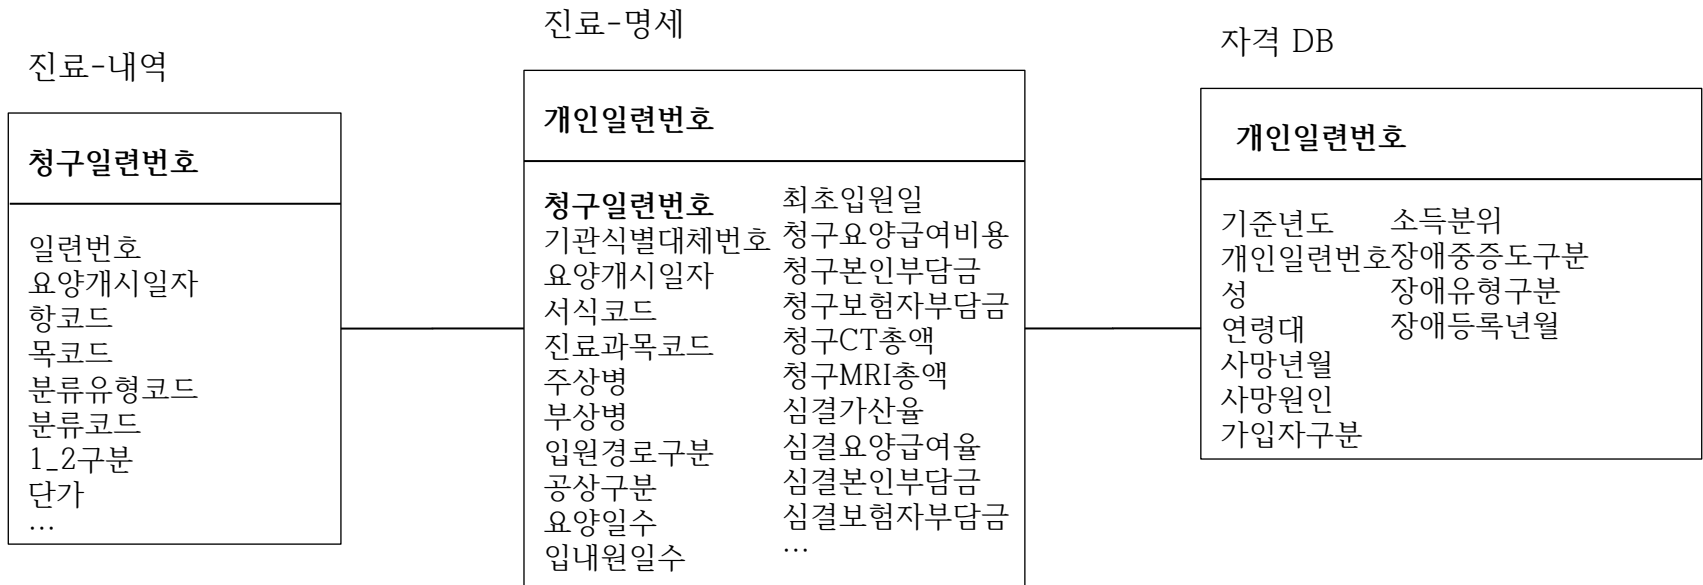 진료-내역
청구일련번호
일련번호
요양개시일자
항코드
목코드
분류유형코드
분류코드
1_2구분
단가
...
진료-명세
개인일련번호
청구일련번호
기관식별대체번호
요양개시일자
서식코드
진료과목코드
주상병
부상병
입원경로구분
공상구분
요양일수
입내원일수
최초입원일
청구요양급여비용
청구본인부담금
청구보험자부담금
청구CT총액
청구MRI총액
심결가산율
심결요양급여율
심결본인부담금
심결보험자부담금
...
자격 DB
개인일련번호
기준년도
개인일련번호
성
연령대
사망년월
사망원인
가입자구분
소득분위
장애중증도구분
장애유형구분
장애등록년월